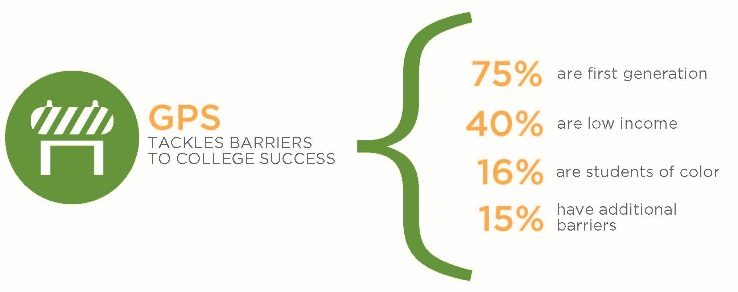 GPS
TACKLES BARRIERS
TO COLLEGE SUCCESS
75% are first generation
40% are low income
16% are students of color
15% have additional
barriers